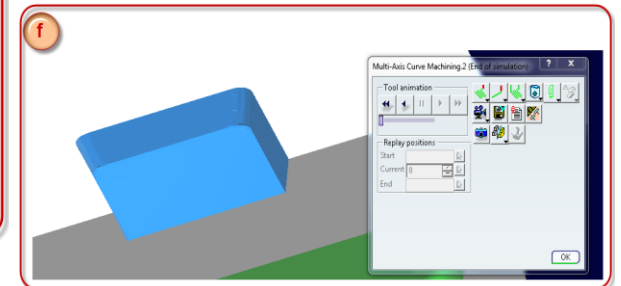 f
Multi-Axis Curve Machining.2 (End of simulation)
? X
Tool animation
Replay positions
Start
Current 0
End
OK